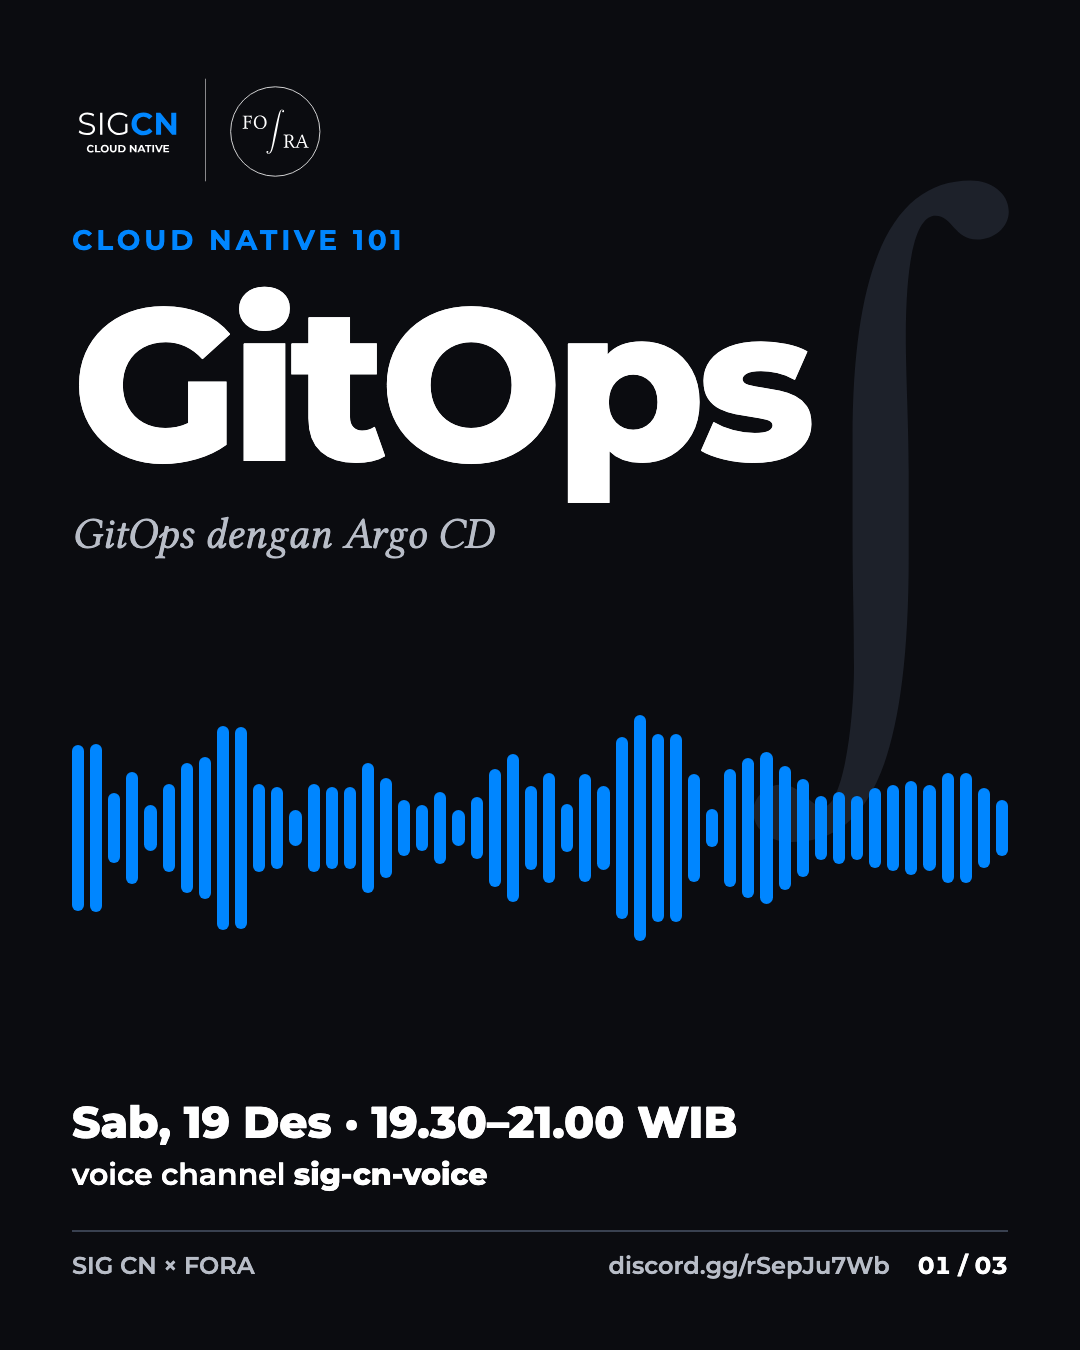 SIGCN
CLOUD NATIVE
FO∫RA
CLOUD NATIVE 101
GitOps
GitOps dengan Argo CD
Sab, 19 Des · 19.30–21.00 WIB
voice channel sig-cn-voice
SIG CN × FORA
discord.gg/rSepJu7Wb 01 / 03